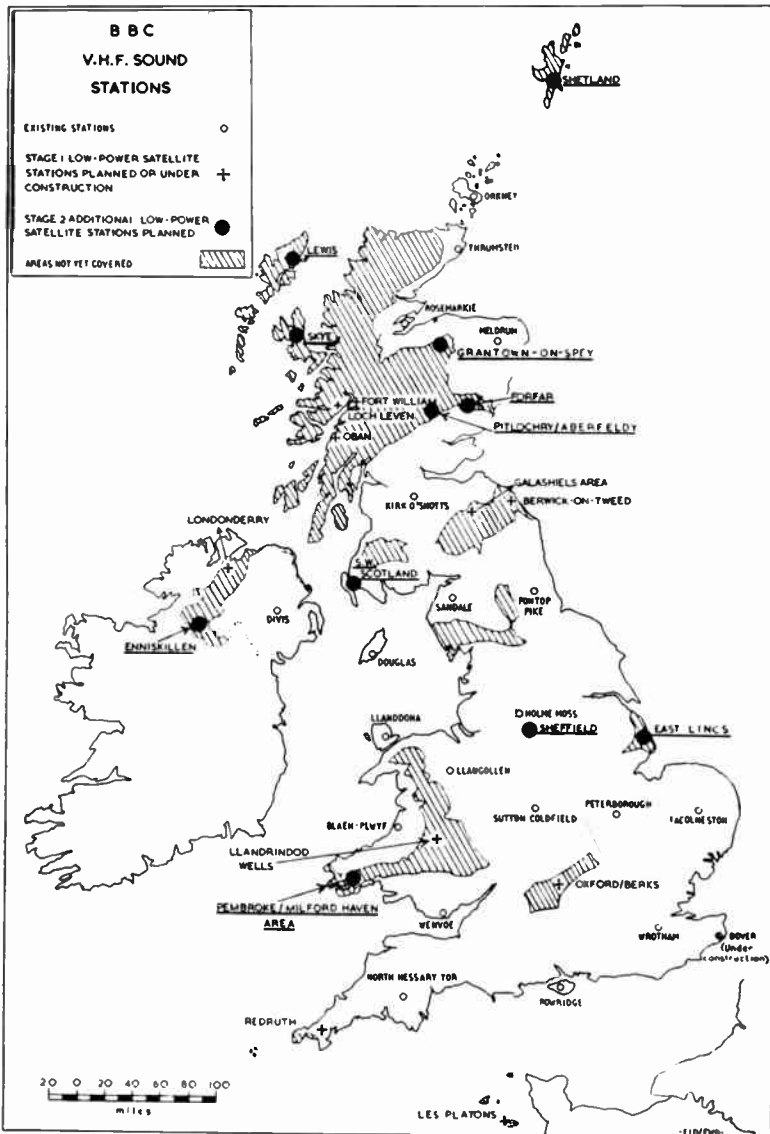 B B C
V.H.F. SOUND
STATIONS
EXISTING STATIONS
STAGE 1 LOW-POWER SATELLITE
STATIONS PLANNED OR UNDER
CONSTRUCTION
STAGE 2 ADDITIONAL LOW-POWER
SATELLITE STATIONS PLANNED
AREAS NOT YET COVERED
SHETLAND
ORKNEY
THRUMSTER
LEWIS
ROSEMARKIE
MELDRUM
SKYE
GRANTOWN-ON-SPEY
FORT WILLIAM
FORFAR
LOCH LEVEN
PITLOCHRY/ABERFELDY
OBAN
GALASHIELS AREA
KIRK O'SHOTTS
BERWICK-ON-TWEED
LONDONDERRY
S.W.
SCOTLAND
SANDALE
PONTOP
PIKE
DIVIS
ENNISKILLEN
DOUGLAS
HOLME MOSS
LLANDDONA
SHEFFIELD
EAST LINCS
LLANGOLLEN
PETERBOROUGH
SUTTON COLDFIELD
TACOLNESTON
BLAEN-PLWYF
LLANDRINDOD
WELLS
OXFORD/BERKS
PEMBROKE/MILFORD HAVEN
AREA
WENVOE
WROTHAM
DOVER
(Under
construction)
NORTH HESSARY TOR
ROWRIDGE
REDRUTH
20 0 20 40 60 80 100
miles
LES PLATONS